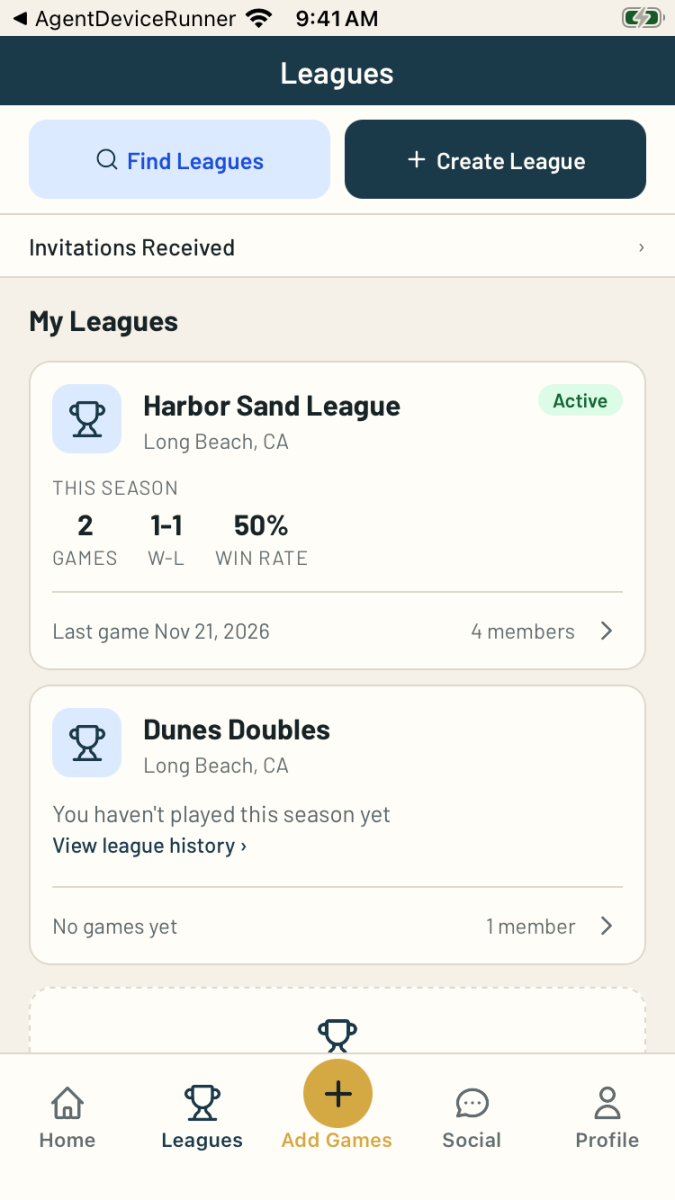 AgentDeviceRunner 9:41 AM
Leagues
Find Leagues
+ Create League
Invitations Received ›
My Leagues
Harbor Sand League
Active
Long Beach, CA
THIS SEASON
2 1-1 50%
GAMES W-L WIN RATE
Last game Nov 21, 2026 4 members
Dunes Doubles
Long Beach, CA
You haven't played this season yet
View league history ›
No games yet 1 member
Home Leagues Add Games Social Profile